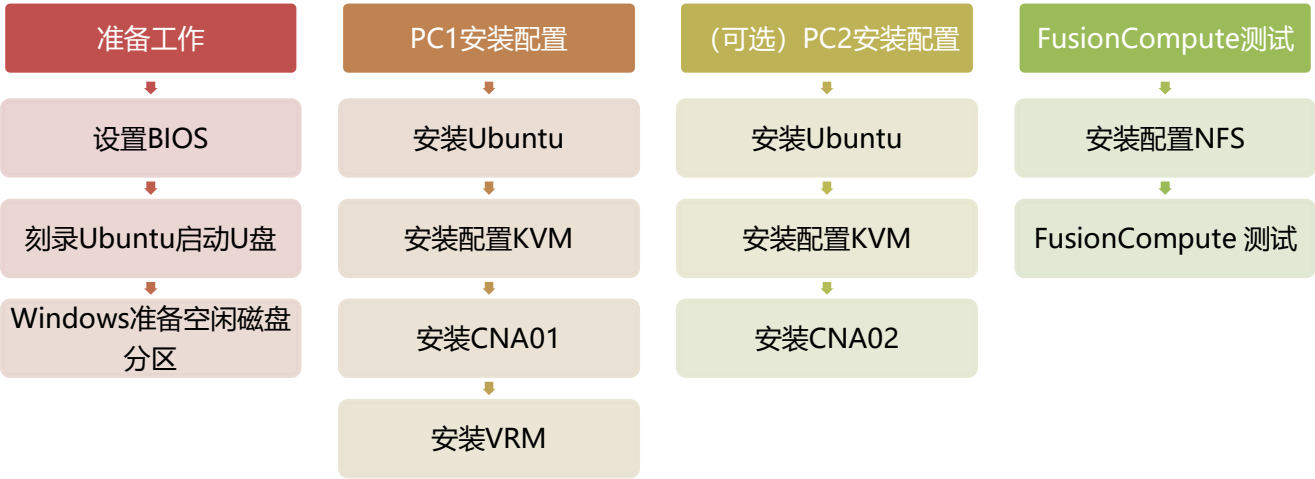 准备工作
设置BIOS
刻录Ubuntu启动U盘
Windows准备空闲磁盘
分区
PC1安装配置
安装Ubuntu
安装配置KVM
安装CNA01
安装VRM
（可选）PC2安装配置
安装Ubuntu
安装配置KVM
安装CNA02
FusionCompute测试
安装配置NFS
FusionCompute 测试